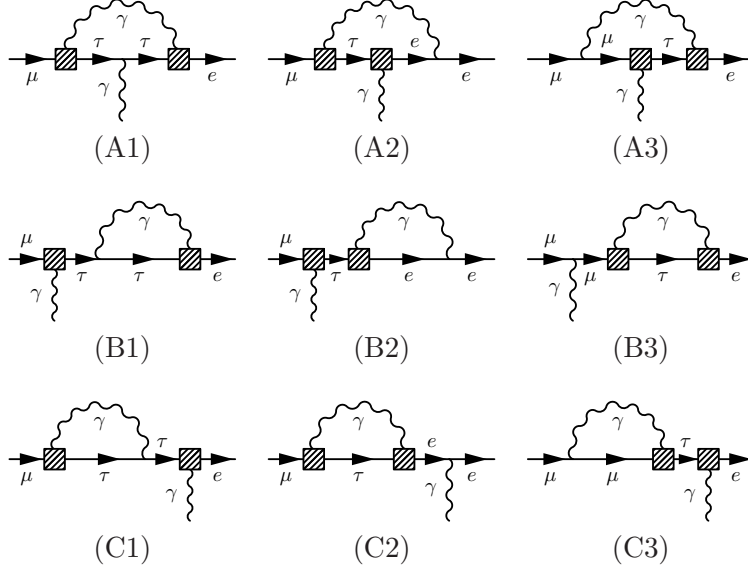 γ
μ τ τ e
γ
(A1)
γ
μ τ e e
γ
(A2)
γ
μ μ τ e
γ
(A3)
γ
μ τ τ e
γ
(B1)
γ
μ τ e e
γ
(B2)
γ
μ μ τ e
γ
(B3)
γ
μ τ τ e
γ
(C1)
γ
μ τ e e
γ
(C2)
γ
μ μ τ e
γ
(C3)